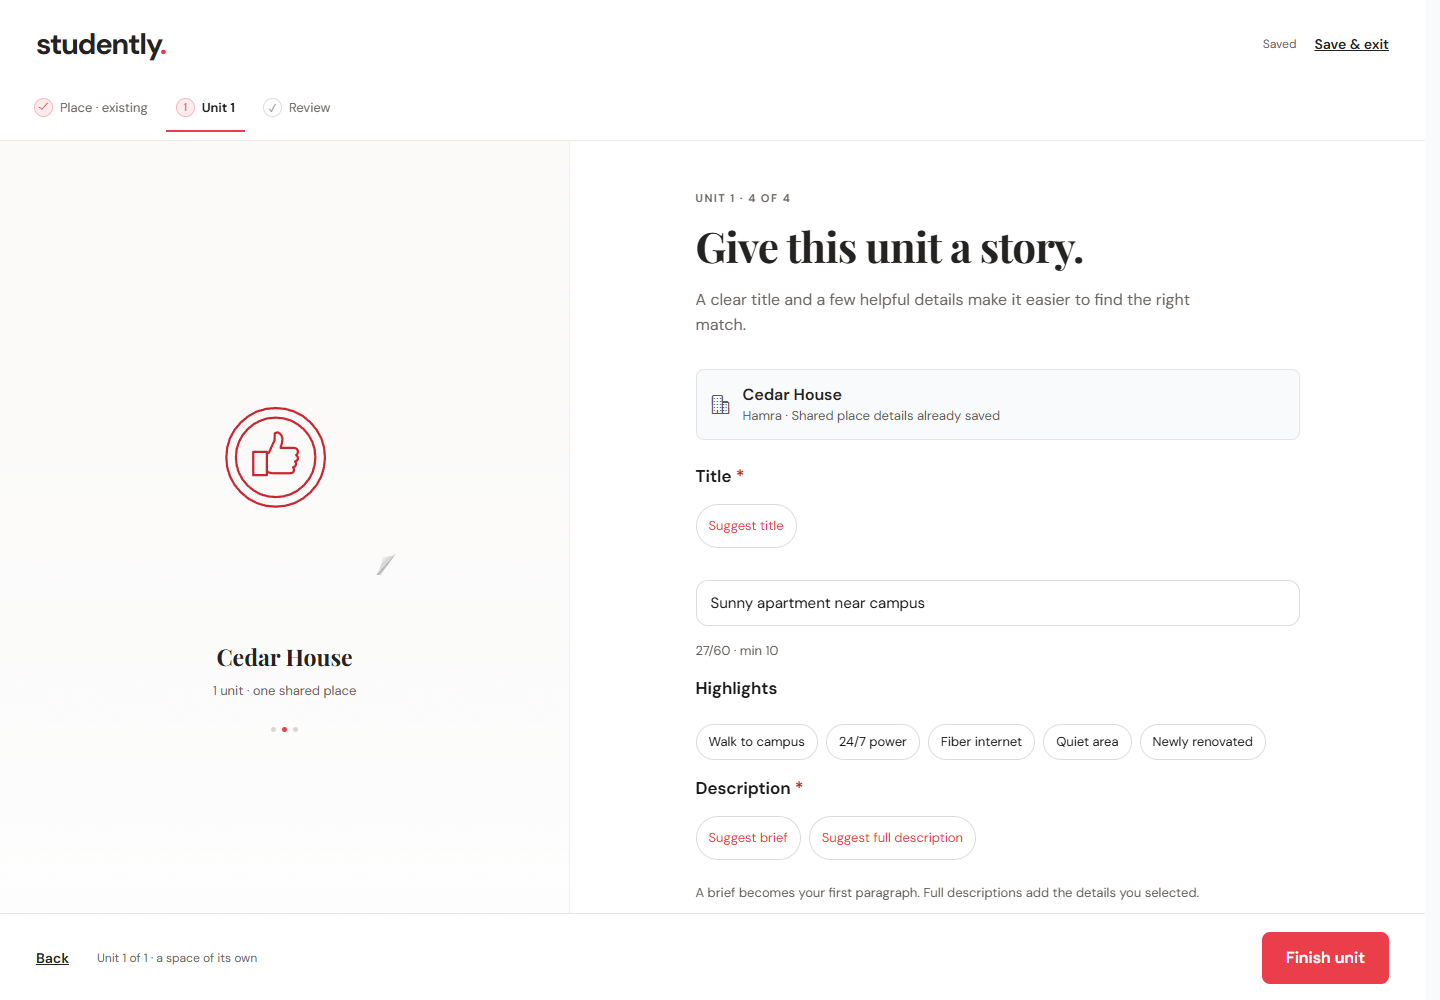 studently.
Saved
Save & exit
Place · existing
1
Unit 1
Review
UNIT 1 · 4 OF 4
Give this unit a story.
A clear title and a few helpful details make it easier to find the right
match.
Cedar House
Hamra · Shared place details already saved
Title *
Suggest title
Sunny apartment near campus
27/60 · min 10
Highlights
Walk to campus
24/7 power
Fiber internet
Quiet area
Newly renovated
Description *
Suggest brief
Suggest full description
A brief becomes your first paragraph. Full descriptions add the details you selected.
Cedar House
1 unit · one shared place
Back
Unit 1 of 1 · a space of its own
Finish unit